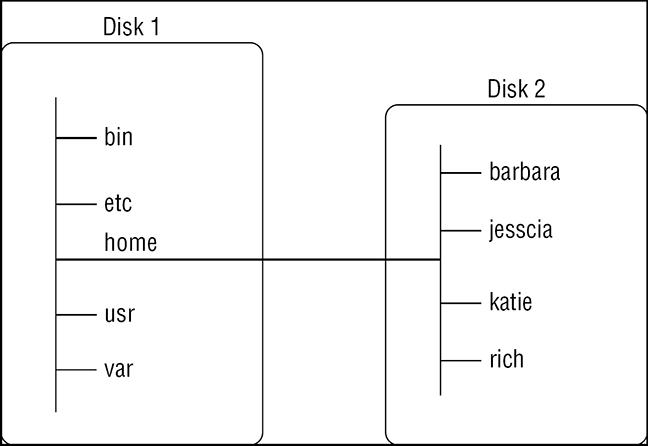 Disk 1
bin
etc
home
usr
var
Disk 2
barbara
jesscia
katie
rich